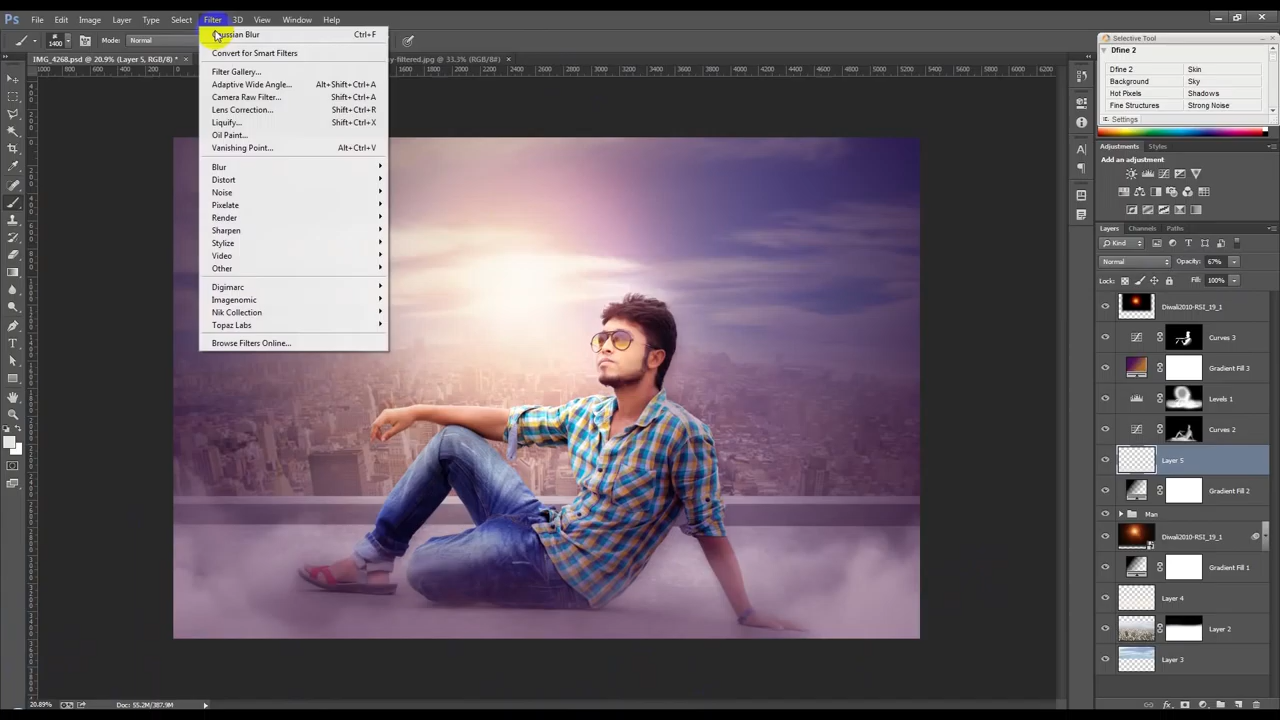 Ps File Edit Image Layer Type Select Filter 3D View Window Help
1400 Mode: Normal
IMG_4268.psd @ 20.9% (Layer 5, RGB/8) * × y-filtered.jpg @ 33.3% (RGB/8#) ×
Gaussian Blur Ctrl+F
Convert for Smart Filters
Filter Gallery...
Adaptive Wide Angle... Alt+Shift+Ctrl+A
Camera Raw Filter... Shift+Ctrl+A
Lens Correction... Shift+Ctrl+R
Liquify... Shift+Ctrl+X
Oil Paint...
Vanishing Point... Alt+Ctrl+V
Blur
Distort
Noise
Pixelate
Render
Sharpen
Stylize
Video
Other
Digimarc
Imagenomic
Nik Collection
Topaz Labs
Browse Filters Online...
Selective Tool
Dfine 2
Dfine 2 Skin
Background Sky
Hot Pixels Shadows
Fine Structures Strong Noise
Settings
Adjustments Styles
Add an adjustment
Layers Channels Paths
Kind
Normal Opacity: 67%
Lock: Fill: 100%
Diwali2010-RSI_19_1
Curves 3
Gradient Fill 3
Levels 1
Curves 2
Layer 5
Gradient Fill 2
Man
Diwali2010-RSI_19_1
Gradient Fill 1
Layer 4
Layer 2
Layer 3
20.89% Doc: 55.2M/387.9M